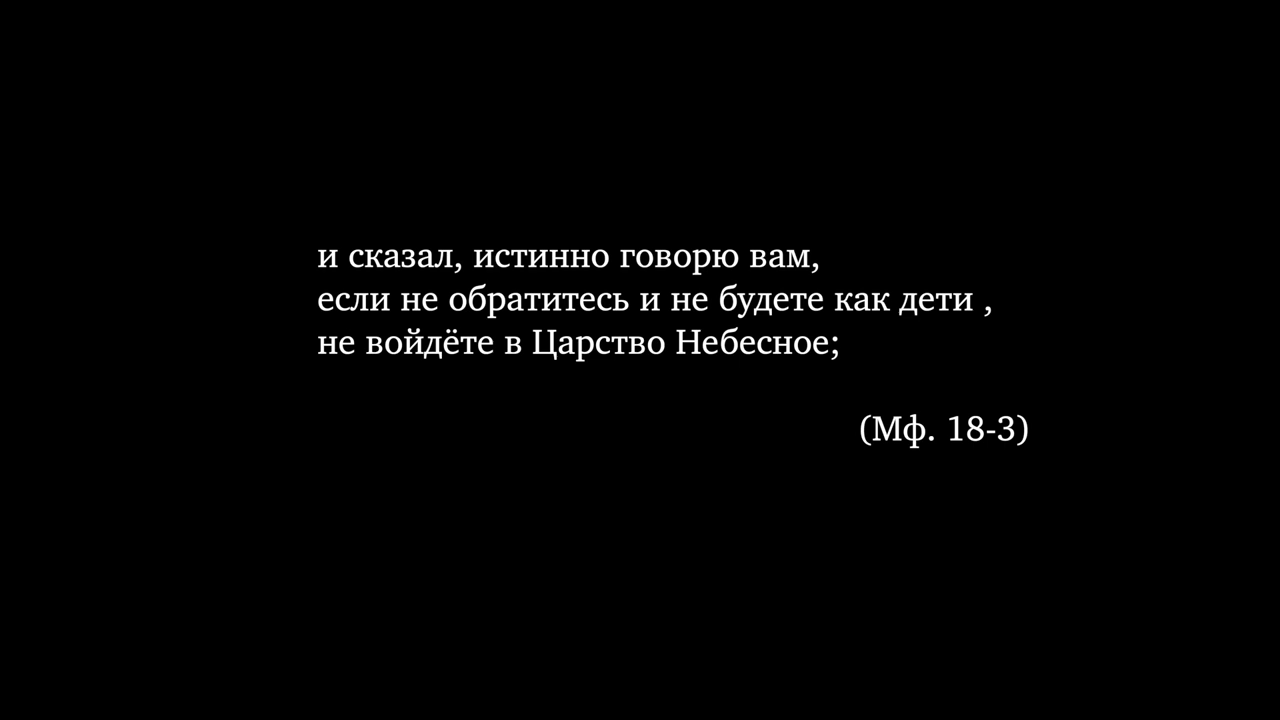 и сказал, истинно говорю вам,
если не обратитесь и не будете как дети ,
не войдёте в Царство Небесное;
(Мф. 18-3)